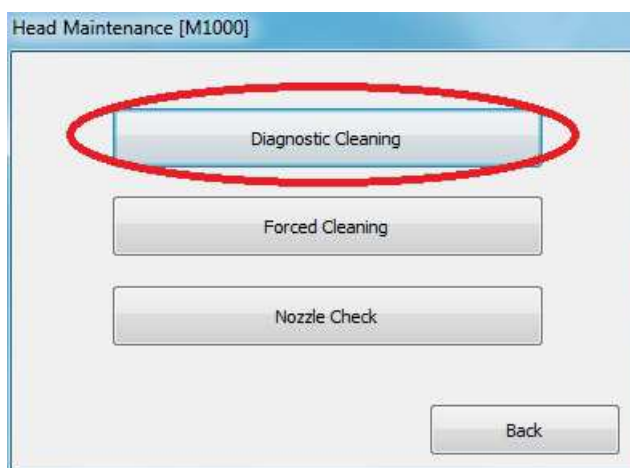 Head Maintenance [M1000]
Diagnostic Cleaning
Forced Cleaning
Nozzle Check
Back